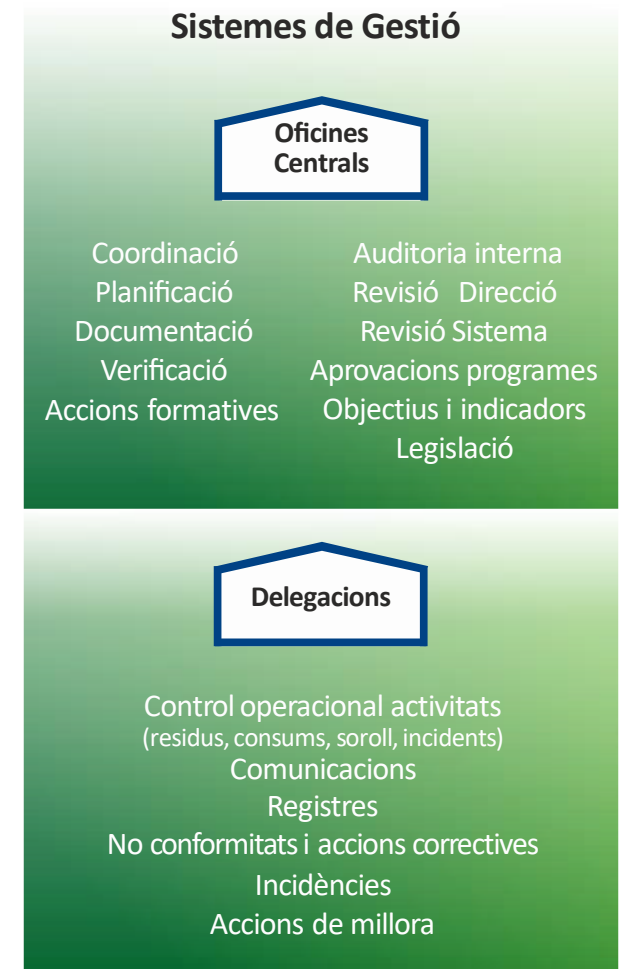 Sistemes de Gestió
Oficines
Centrals
Coordinació
Planificació
Documentació
Verificació
Accions formatives
Auditoria interna
Revisió Direcció
Revisió Sistema
Aprovacions programes
Objectius i indicadors
Legislació
Delegacions
Control operacional activitats
(residus, consums, soroll, incidents)
Comunicacions
Registres
No conformitats i accions correctives
Incidències
Accions de millora